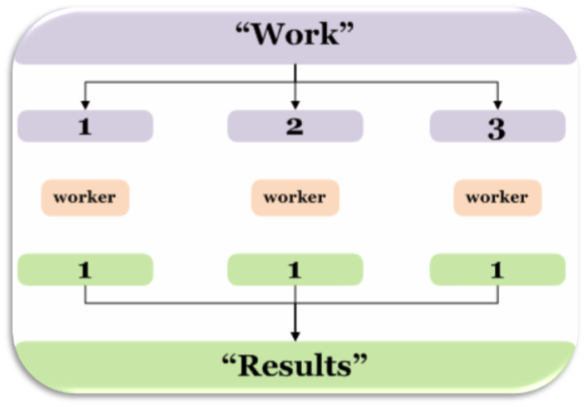 “Work”
1 2 3
worker worker worker
1 1 1
“Results”